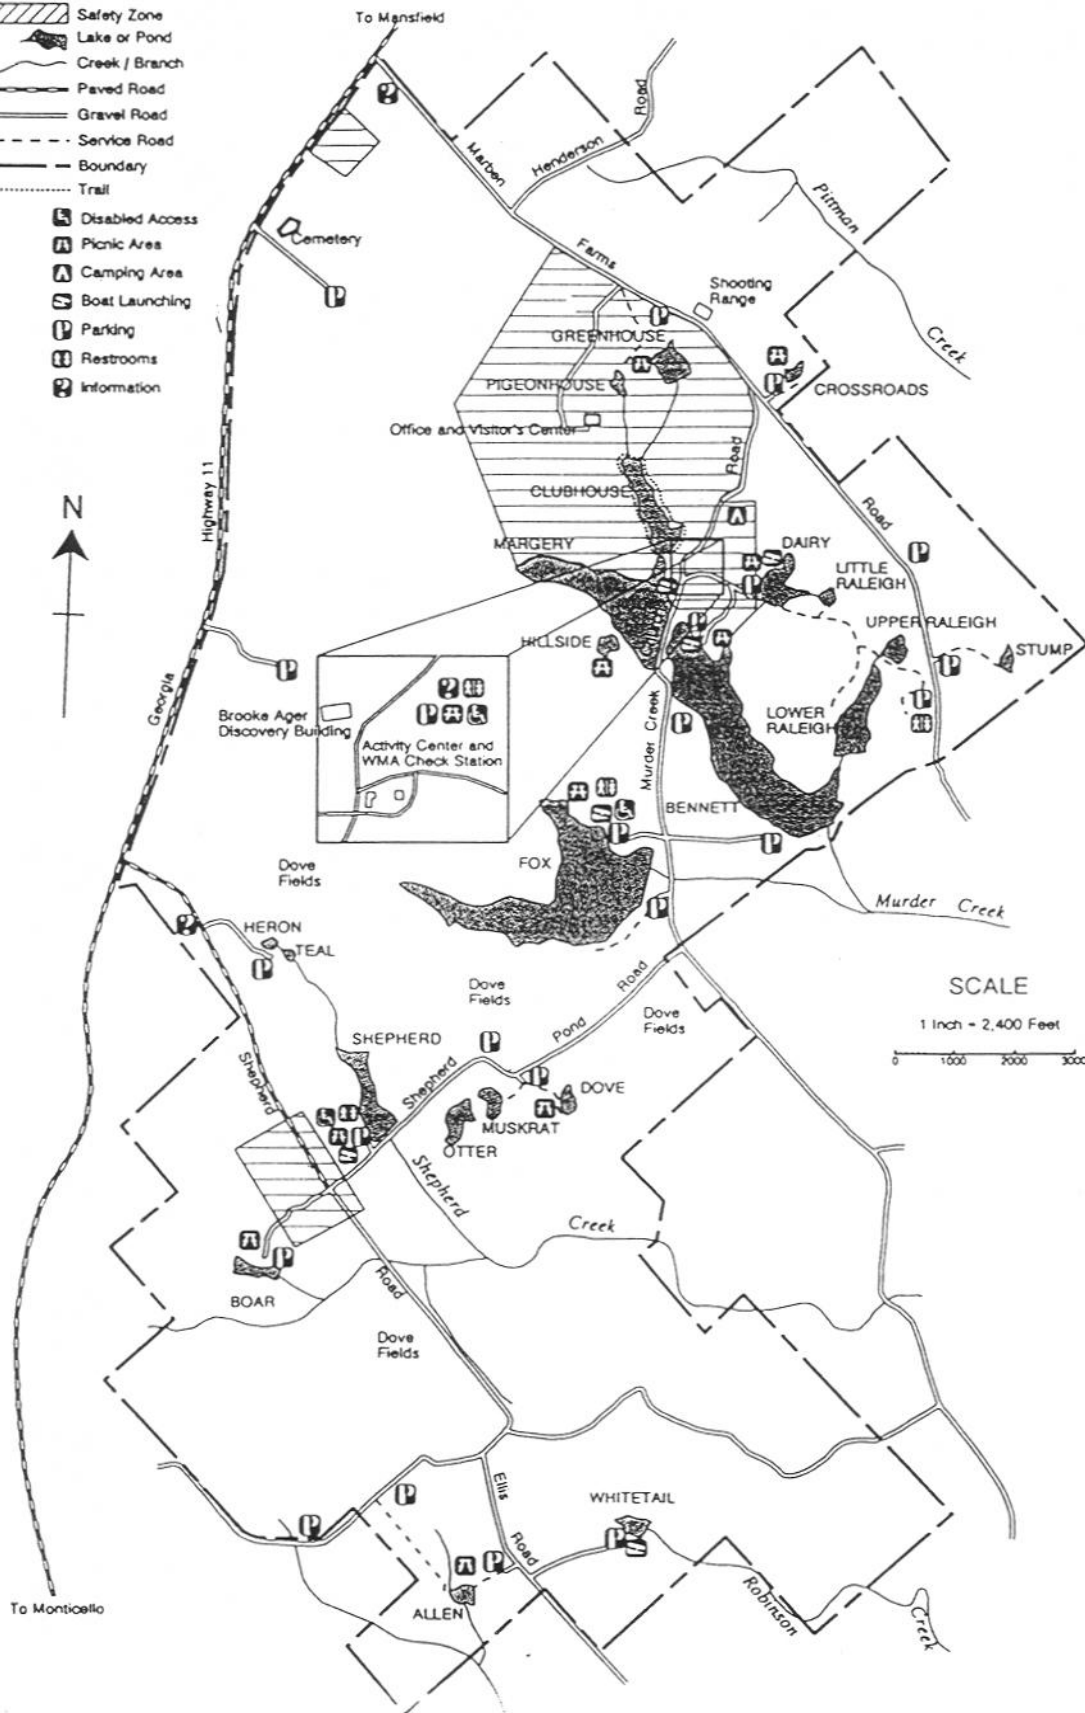 Safety Zone
Lake or Pond
Creek / Branch
Paved Road
Gravel Road
Service Road
Boundary
Trail
Disabled Access
Picnic Area
Camping Area
Boat Launching
Parking
Restrooms
Information
To Mansfield
Marben
Henderson
Road
Pittman
Creek
Cemetery
Farms
Shooting
Range
GREENHOUSE
PIGEONHOUSE
CROSSROADS
Office and Visitor's Center
Road
Highway 11
N
CLUBHOUSE
MARGERY
Road
DAIRY
LITTLE
RALEIGH
UPPER RALEIGH
STUMP
HILLSIDE
LOWER
RALEIGH
Georgia
Murder Creek
Brooke Ager
Discovery Building
Activity Center and
WMA Check Station
BENNETT
FOX
Dove
Fields
Murder Creek
HERON
TEAL
Dove
Fields
Road
Pond
Dove
Fields
SCALE
1 Inch = 2,400 Feet
0 1000 2000 3000
SHEPHERD
Shepherd
Shepherd
DOVE
MUSKRAT
OTTER
Shepherd
Creek
BOAR
Road
Dove
Fields
Ellis
Road
WHITETAIL
ALLEN
Robinson
Creek
To Monticello